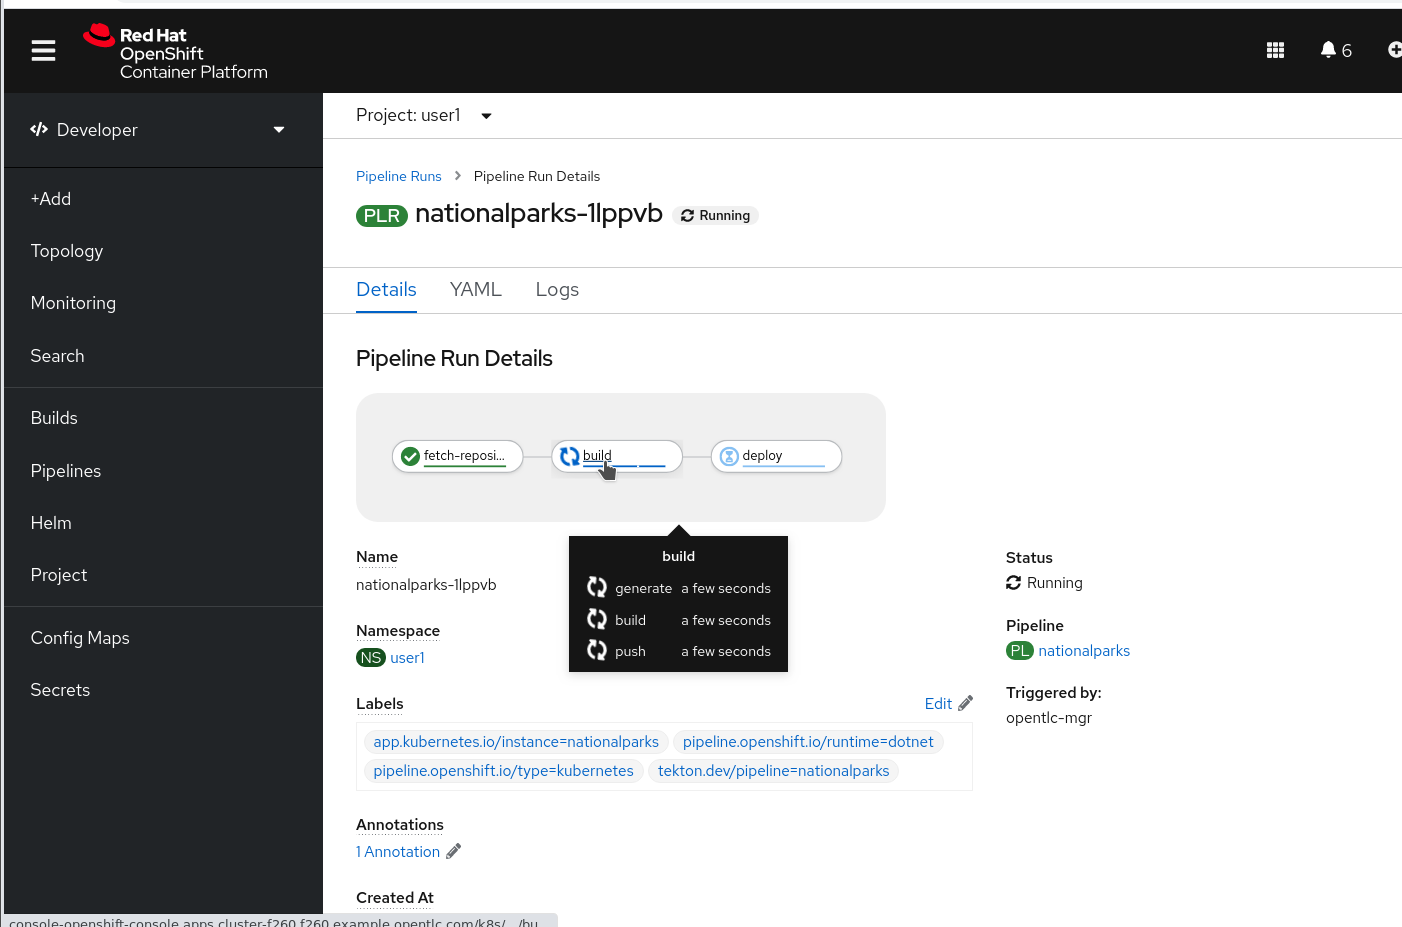 Red Hat
OpenShift
Container Platform
6
Developer
Project: user1
+Add
Topology
Monitoring
Search
Builds
Pipelines
Helm
Project
Config Maps
Secrets
Pipeline Runs > Pipeline Run Details
PLR nationalparks-1lppvb Running
Details YAML Logs
Pipeline Run Details
fetch-reposi... build deploy
build
generate a few seconds
build a few seconds
push a few seconds
Name
nationalparks-1lppvb
Namespace
NS user1
Labels Edit
app.kubernetes.io/instance=nationalparks pipeline.openshift.io/runtime=dotnet
pipeline.openshift.io/type=kubernetes tekton.dev/pipeline=nationalparks
Annotations
1 Annotation
Created At
Status
Running
Pipeline
PL nationalparks
Triggered by:
opentlc-mgr
console-openshift-console.apps.cluster-f260.f260.example.opentlc.com/k8s/.../bu...